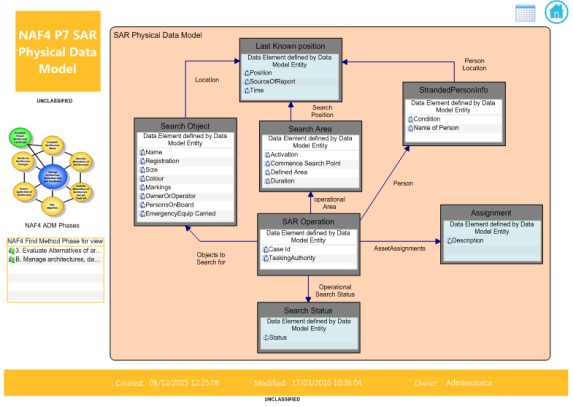 NAF4 P7 SAR
Physical Data
Model
UNCLASSIFIED
NAF4 ADM Phases
NAF4 Find Method Phase for view
3. Evaluate Alternatives of ar...
B. Manage architectures, da...
SAR Physical Data Model
Last Known position
Data Element defined by Data
Model Entity
Position
SourceOfReport
Time
Location
Person
Location
StrandedPersonInfo
Data Element defined by Data
Model Entity
Condition
Name of Person
Search
Position
Search Object
Data Element defined by Data
Model Entity
Name
Registration
Size
Colour
Markings
OwnerOrOperator
PersonsOnBoard
EmergencyEquip Carried
Search Area
Data Element defined by Data
Model Entity
Activation
Commence Search Point
Defined Area
Duration
Person
operational
Area
SAR Operation
Data Element defined by Data
Model Entity
Case Id
TaskingAuthority
Assignment
Data Element defined by Data
Model Entity
Description
AssetAssignments
Objects to
Search for
Operational
Search Status
Search Status
Data Element defined by Data
Model Entity
Status
Created: 08/12/2015 12:25:08
Modified: 17/03/2016 10:36:04
Owner: Administrator
UNCLASSIFIED